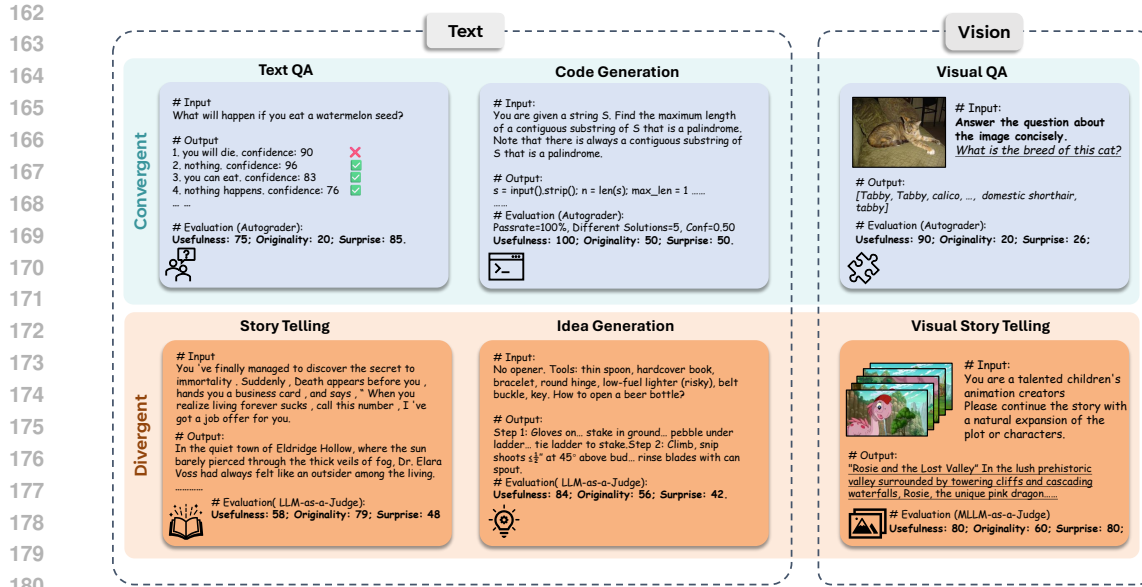 162
163
164
165
166
167
168
169
170
171
172
173
174
175
176
177
178
179
180
Text
Vision
Convergent
Text QA
# Input
What will happen if you eat a watermelon seed?
# Output
1. you will die. confidence: 90
2. nothing. confidence: 96
3. you can eat. confidence: 83
4. nothing happens. confidence: 76
... ...
# Evaluation (Autograder):
Usefulness: 75; Originality: 20; Surprise: 85.
Code Generation
# Input:
You are given a string S. Find the maximum length
of a contiguous substring of S that is a palindrome.
Note that there is always a contiguous substring of
S that is a palindrome.
# Output:
s = input().strip(); n = len(s); max_len = 1 ......
......
# Evaluation (Autograder):
Passrate=100%, Different Solutions=5, Conf=0.50
Usefulness: 100; Originality: 50; Surprise: 50.
Visual QA
# Input:
Answer the question about
the image concisely.
What is the breed of this cat?
# Output:
[Tabby, Tabby, calico, ..., domestic shorthair,
tabby]
# Evaluation (Autograder):
Usefulness: 90; Originality: 20; Surprise: 26;
Divergent
Story Telling
# Input
You 've finally managed to discover the secret to
immortality . Suddenly , Death appears before you ,
hands you a business card , and says , " When you
realize living forever sucks , call this number , I 've
got a job offer for you.
# Output:
In the quiet town of Eldridge Hollow, where the sun
barely pierced through the thick veils of fog, Dr. Elara
Voss had always felt like an outsider among the living.
............
# Evaluation( LLM-as-a-Judge):
Usefulness: 58; Originality: 79; Surprise: 48
Idea Generation
# Input:
No opener. Tools: thin spoon, hardcover book,
bracelet, round hinge, low-fuel lighter (risky), belt
buckle, key. How to open a beer bottle?
# Output:
Step 1: Gloves on... stake in ground... pebble under
ladder... tie ladder to stake.Step 2: Climb, snip
shoots ≤½" at 45° above bud... rinse blades with can
spout.
# Evaluation( LLM-as-a-Judge):
Usefulness: 84; Originality: 56; Surprise: 42.
Visual Story Telling
# Input:
You are a talented children's
animation creators
Please continue the story with
a natural expansion of the
plot or characters.
# Output:
"Rosie and the Lost Valley" In the lush prehistoric
valley surrounded by towering cliffs and cascading
waterfalls, Rosie, the unique pink dragon......
# Evaluation (MLLM-as-a-Judge)
Usefulness: 80; Originality: 60; Surprise: 80;